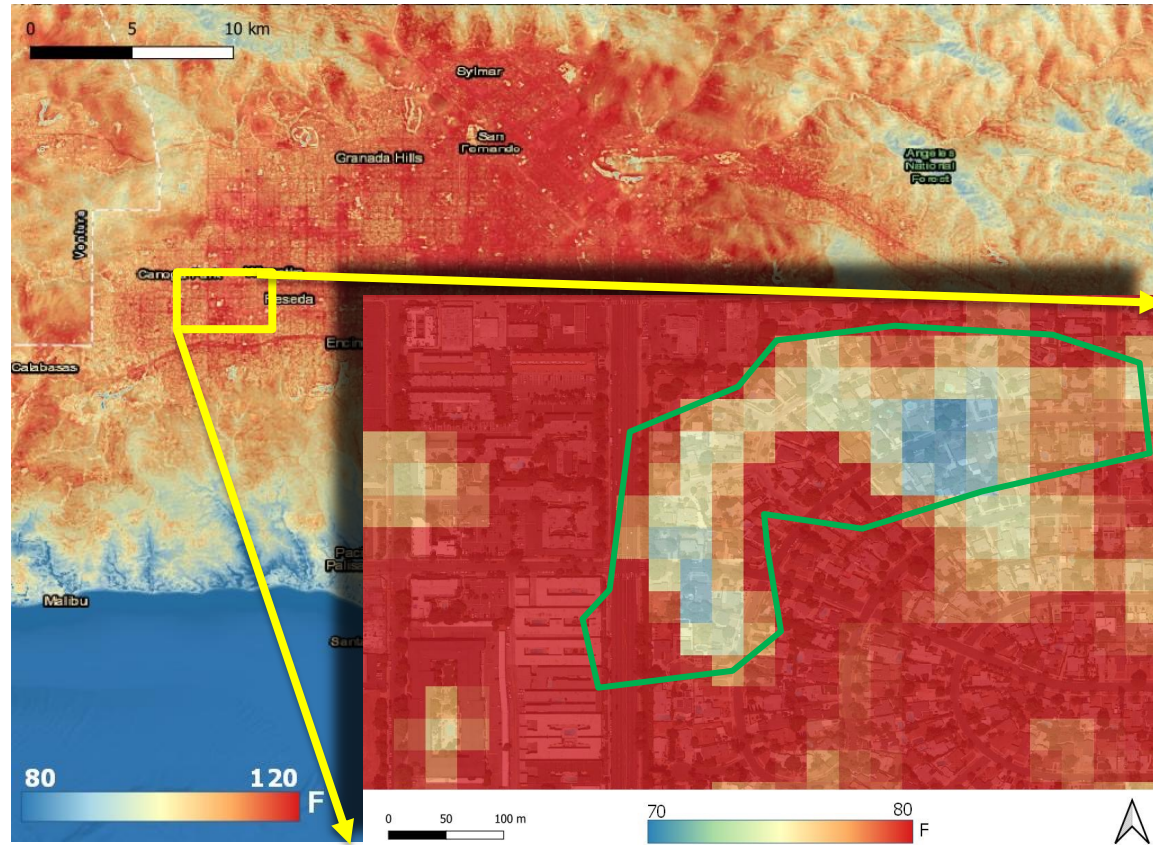 0 5 10 km
Sylmar
San
Fernando
Granada Hills
Angeles
National
Forest
Ventura
Reseda
Calabasas
Malibu
80 120 F
0 50 100 m
70 80 F